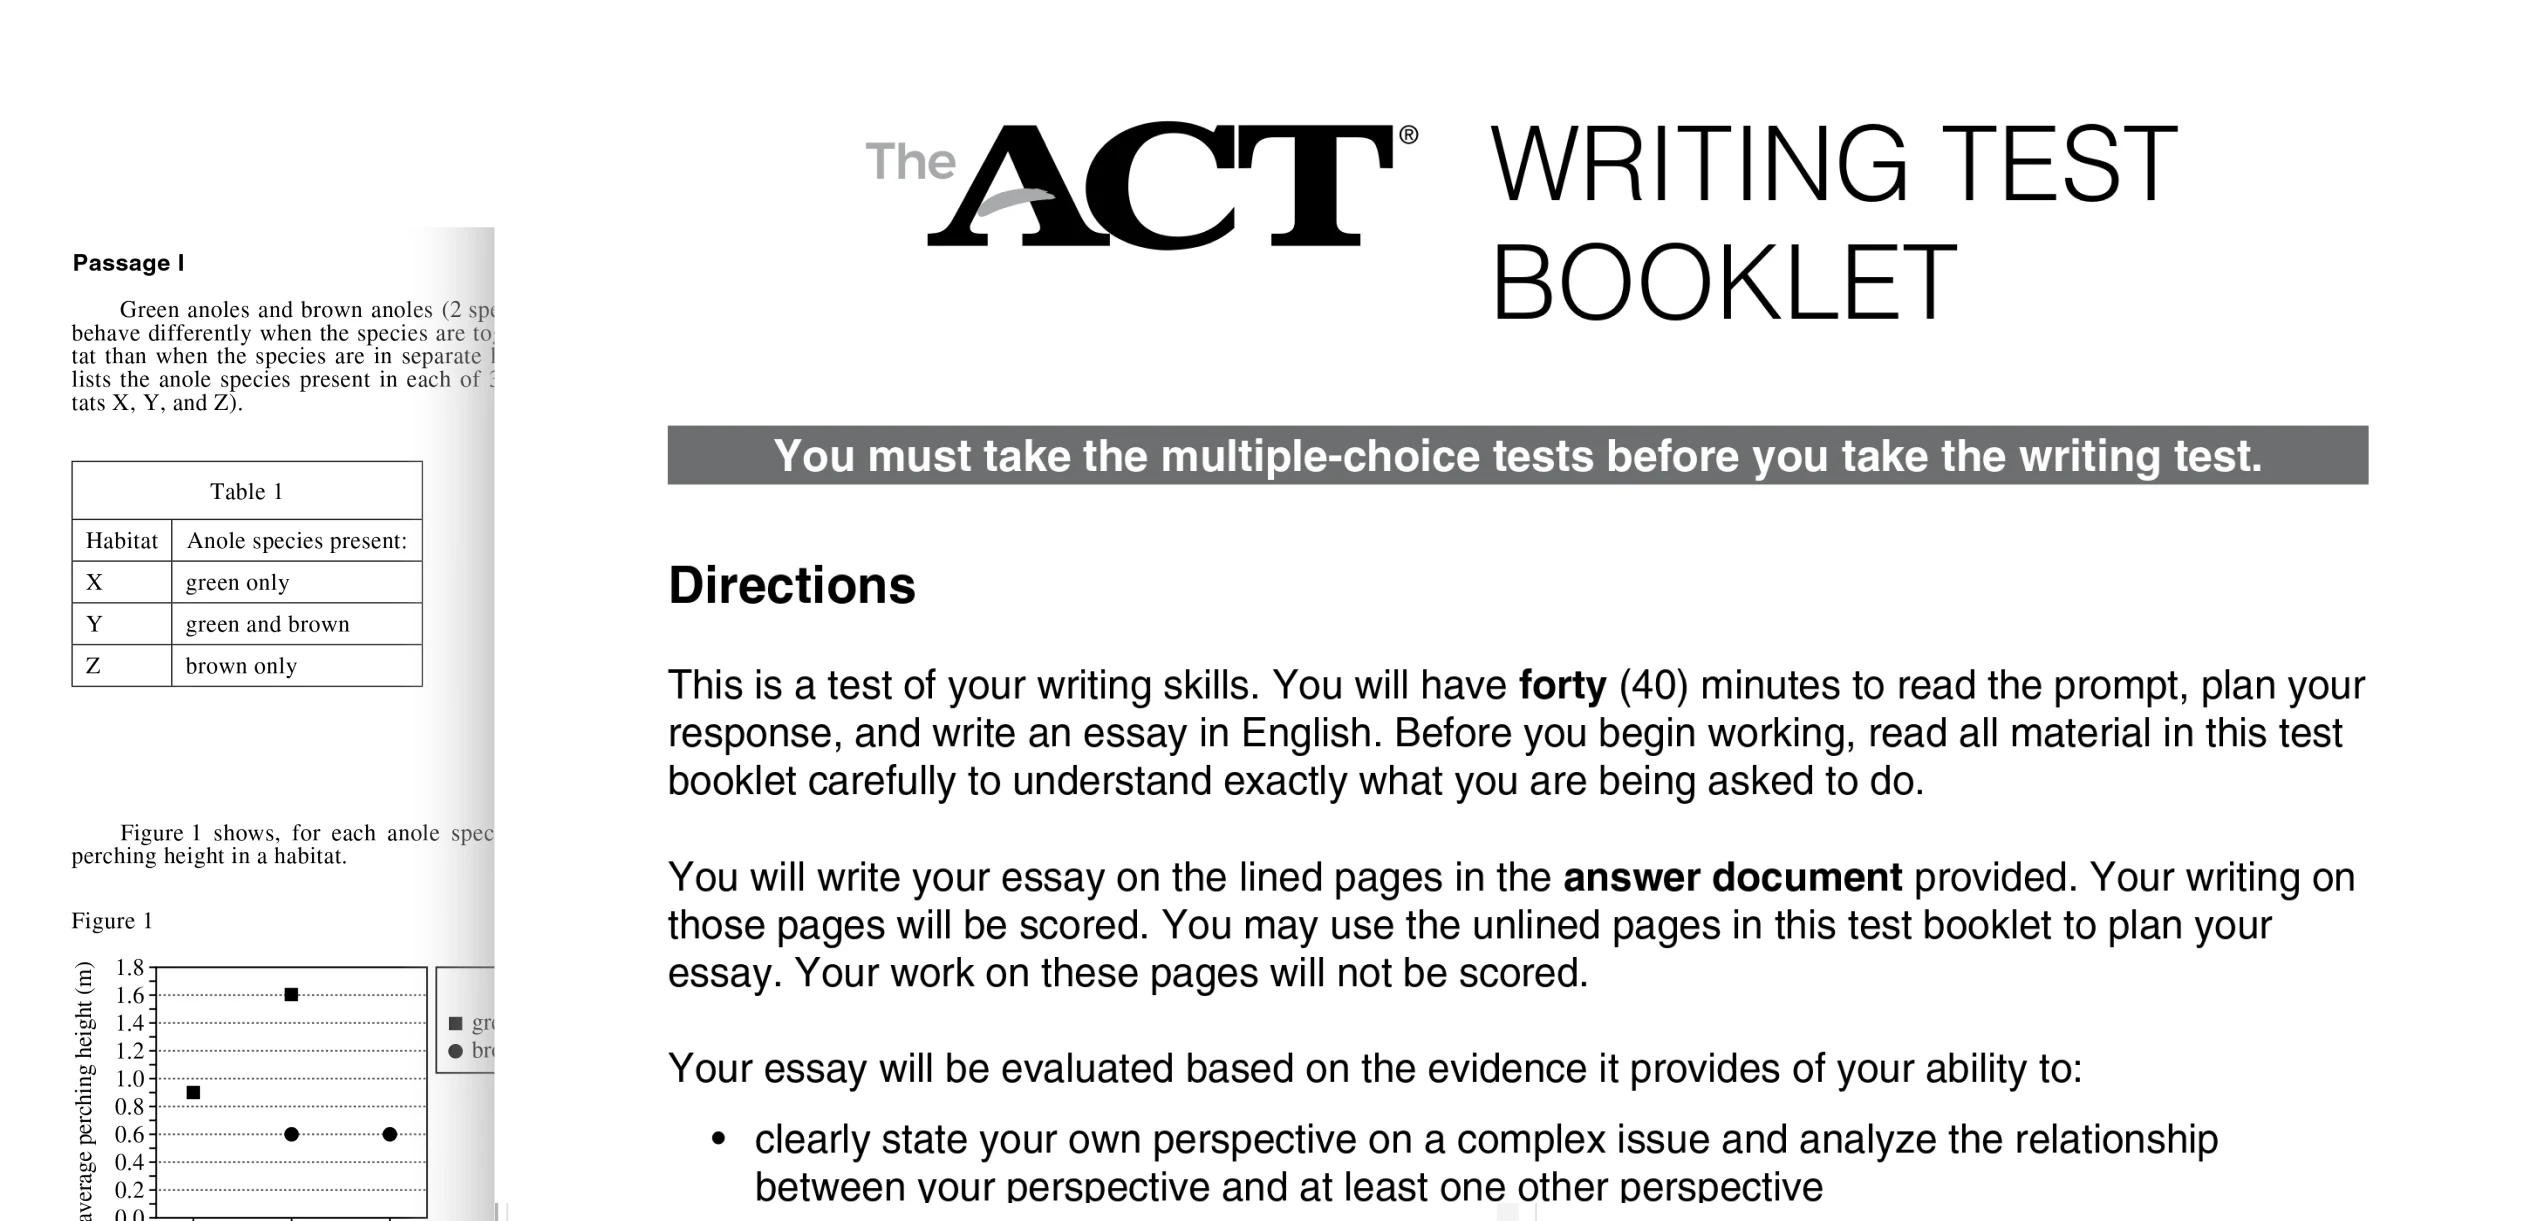 Passage I
Green anoles and brown anoles (2
behave differently when the species are
tat than when the species are in separate
lists the anole species present in each of
tats X, Y, and Z).
Table 1
Habitat Anole species present:
X green only
Y green and brown
Z brown only
Figure 1 shows, for each anole
perching height in a habitat.
Figure 1
average perching height (m)
1.8
1.6
1.4
1.2
1.0
0.8
0.6
0.4
0.2
0.0
The ACT® WRITING TEST
BOOKLET
You must take the multiple-choice tests before you take the writing test.
Directions
This is a test of your writing skills. You will have forty (40) minutes to read the prompt, plan your
response, and write an essay in English. Before you begin working, read all material in this test
booklet carefully to understand exactly what you are being asked to do.
You will write your essay on the lined pages in the answer document provided. Your writing on
those pages will be scored. You may use the unlined pages in this test booklet to plan your
essay. Your work on these pages will not be scored.
Your essay will be evaluated based on the evidence it provides of your ability to:
• clearly state your own perspective on a complex issue and analyze the relationship
between your perspective and at least one other perspective